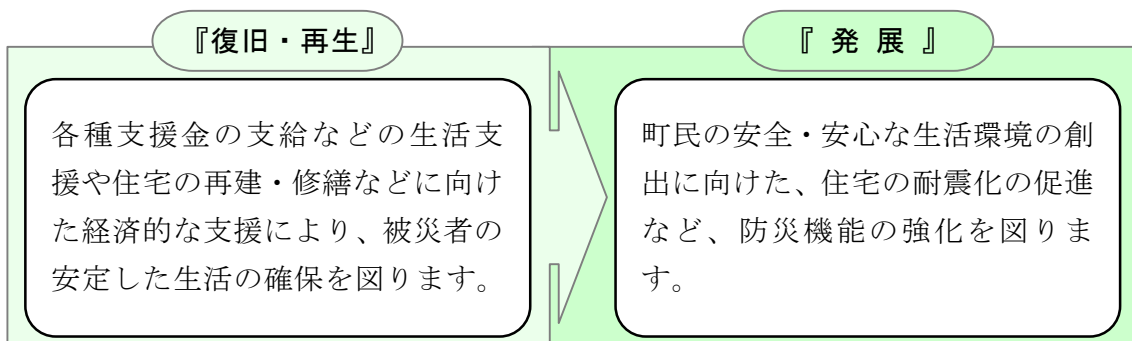 『復旧・再生』
各種支援金の支給などの生活支
援や住宅の再建・修繕などに向け
た経済的な支援により、被災者の
安定した生活の確保を図ります。
『 発 展 』
町民の安全・安心な生活環境の創
出に向けた、住宅の耐震化の促進
など、防災機能の強化を図りま
す。